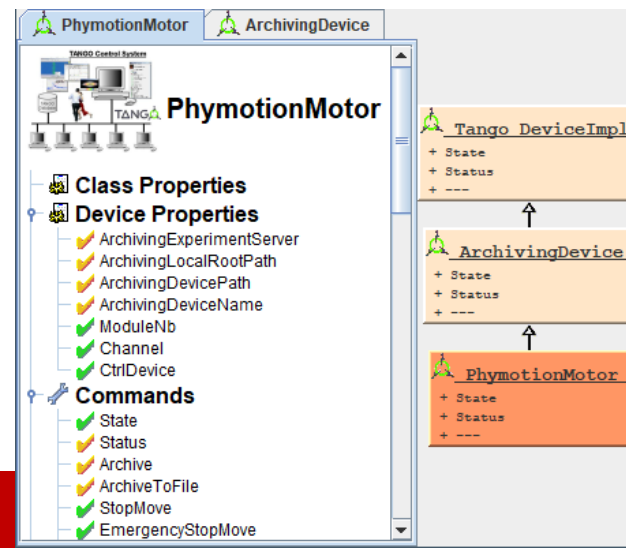 PhymotionMotor
ArchivingDevice
TANGO Control System
TANGO
PhymotionMotor
Class Properties
Device Properties
ArchivingExperimentServer
ArchivingLocalRootPath
ArchivingDevicePath
ArchivingDeviceName
ModuleNb
Channel
CtrlDevice
Commands
State
Status
Archive
ArchiveToFile
StopMove
EmergencyStopMove
Tango DeviceImpl
+ State
+ Status
+ ---
ArchivingDevice
+ State
+ Status
+ ---
PhymotionMotor
+ State
+ Status
+ ---